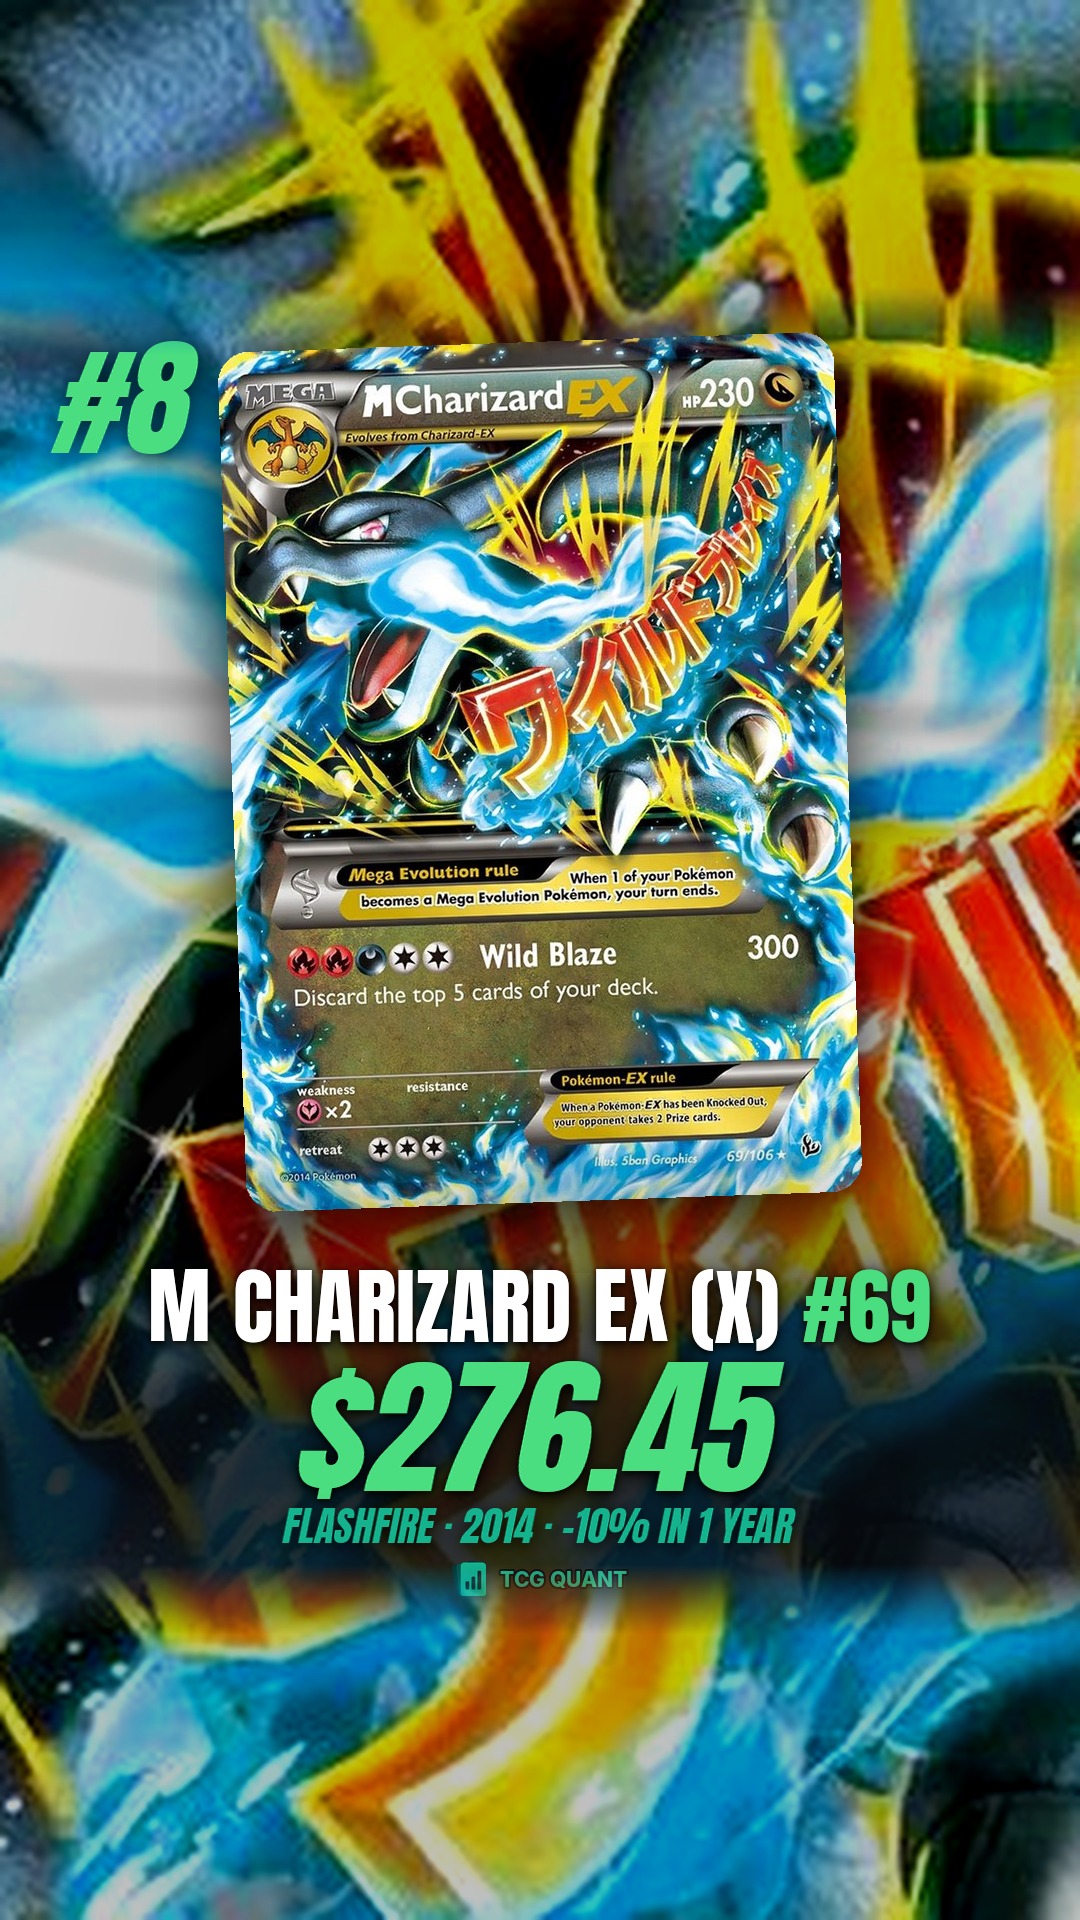 #8
MEGA
M Charizard EX
HP 230
Evolves from Charizard-EX
ワイルドブレイズ
Mega Evolution rule
When 1 of your Pokémon
becomes a Mega Evolution Pokémon, your turn ends.
Wild Blaze 300
Discard the top 5 cards of your deck.
weakness resistance
×2
retreat
Pokémon-EX rule
When a Pokémon-EX has been Knocked Out,
your opponent takes 2 Prize cards.
Illus. 5ban Graphics 69/106 ★
©2014 Pokémon
M CHARIZARD EX (X) #69
$276.45
FLASHFIRE · 2014 · -10% IN 1 YEAR
TCG QUANT